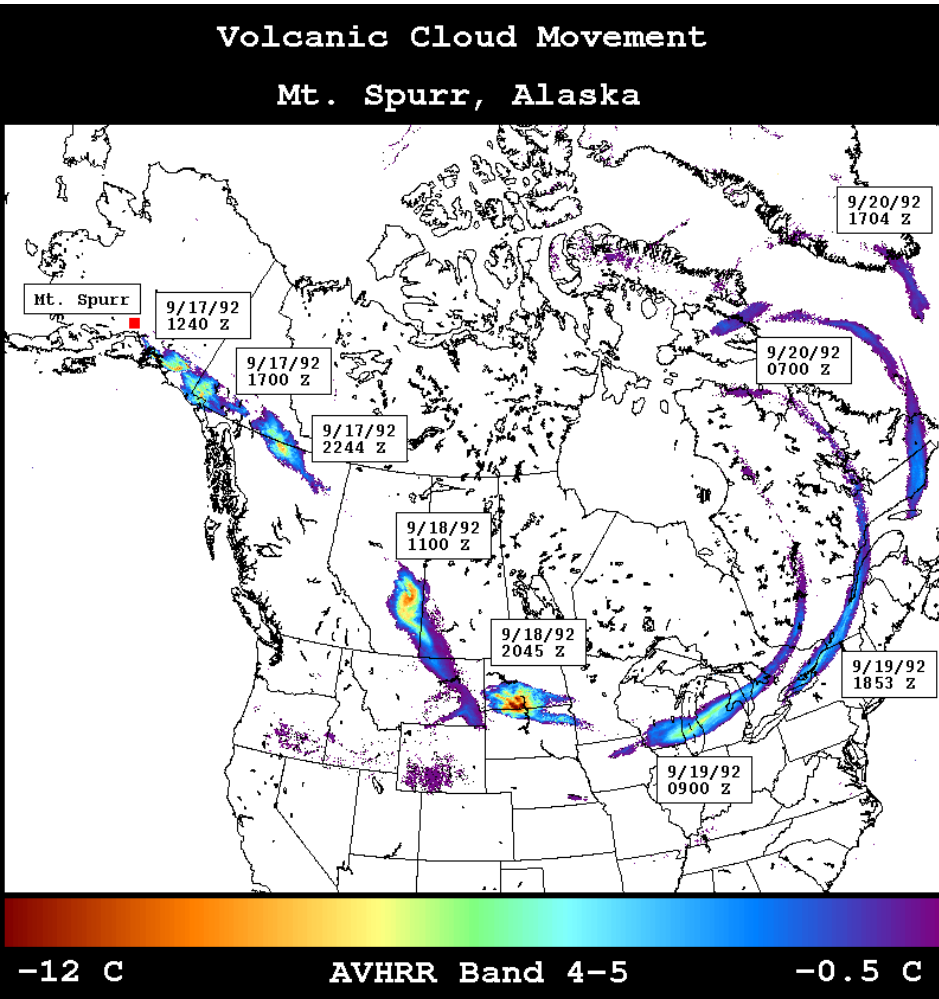 Volcanic Cloud Movement
Mt. Spurr, Alaska
9/20/92
1704 Z
Mt. Spurr
9/17/92
1240 Z
9/17/92
1700 Z
9/20/92
0700 Z
9/17/92
2244 Z
9/18/92
1100 Z
9/18/92
2045 Z
9/19/92
1853 Z
9/19/92
0900 Z
-12 C
AVHRR Band 4-5
-0.5 C